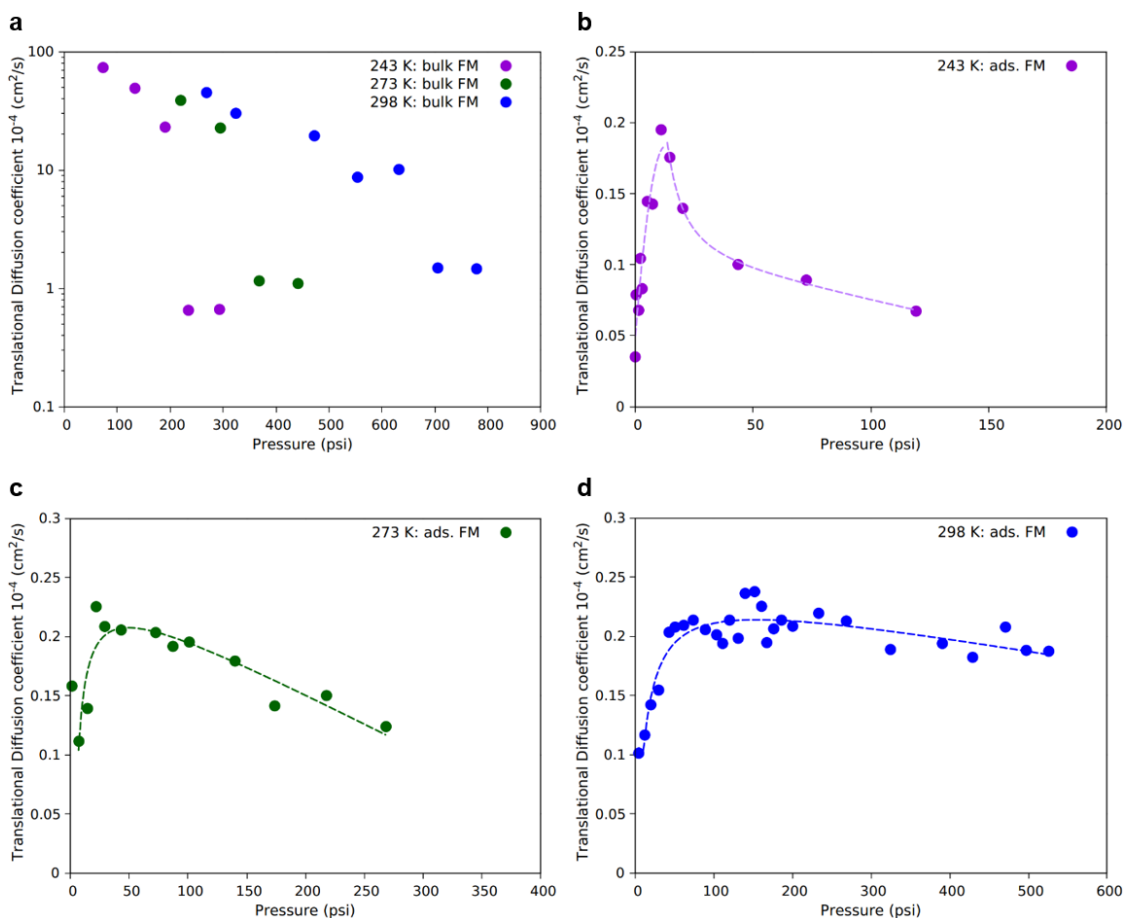 a
Translational Diffusion coefficient 10⁻⁴ (cm²/s)
100
10
1
0.1
243 K: bulk FM
273 K: bulk FM
298 K: bulk FM
0 100 200 300 400 500 600 700 800 900
Pressure (psi)
b
Translational Diffusion coefficient 10⁻⁴ (cm²/s)
0.25
0.2
0.15
0.1
0.05
0
243 K: ads. FM
0 50 100 150 200
Pressure (psi)
c
Translational Diffusion coefficient 10⁻⁴ (cm²/s)
0.3
0.25
0.2
0.15
0.1
0.05
0
273 K: ads. FM
0 50 100 150 200 250 300 350 400
Pressure (psi)
d
Translational Diffusion coefficient 10⁻⁴ (cm²/s)
0.3
0.25
0.2
0.15
0.1
0.05
0
298 K: ads. FM
0 100 200 300 400 500 600
Pressure (psi)